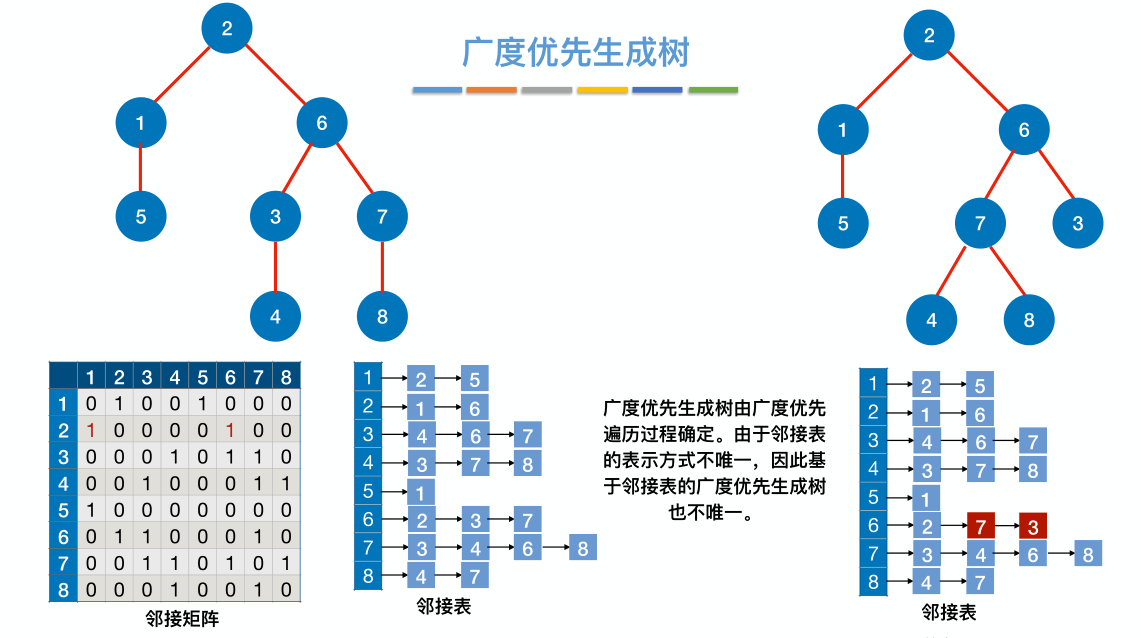 广度优先生成树
2
1 6
5 3 7
4 8
2
1 6
5 7 3
4 8
1 2 3 4 5 6 7 8
1 0 1 0 0 1 0 0 0
2 1 0 0 0 0 1 0 0
3 0 0 0 1 0 1 1 0
4 0 0 1 0 0 0 1 1
5 1 0 0 0 0 0 0 0
6 0 1 1 0 0 0 1 0
7 0 0 1 1 0 1 0 1
8 0 0 0 1 0 0 1 0
邻接矩阵
1 2 5
2 1 6
3 4 6 7
4 3 7 8
5 1
6 2 3 7
7 3 4 6 8
8 4 7
邻接表
广度优先生成树由广度优先
遍历过程确定。由于邻接表
的表示方式不唯一，因此基
于邻接表的广度优先生成树
也不唯一。
1 2 5
2 1 6
3 4 6 7
4 3 7 8
5 1
6 2 7 3
7 3 4 6 8
8 4 7
邻接表